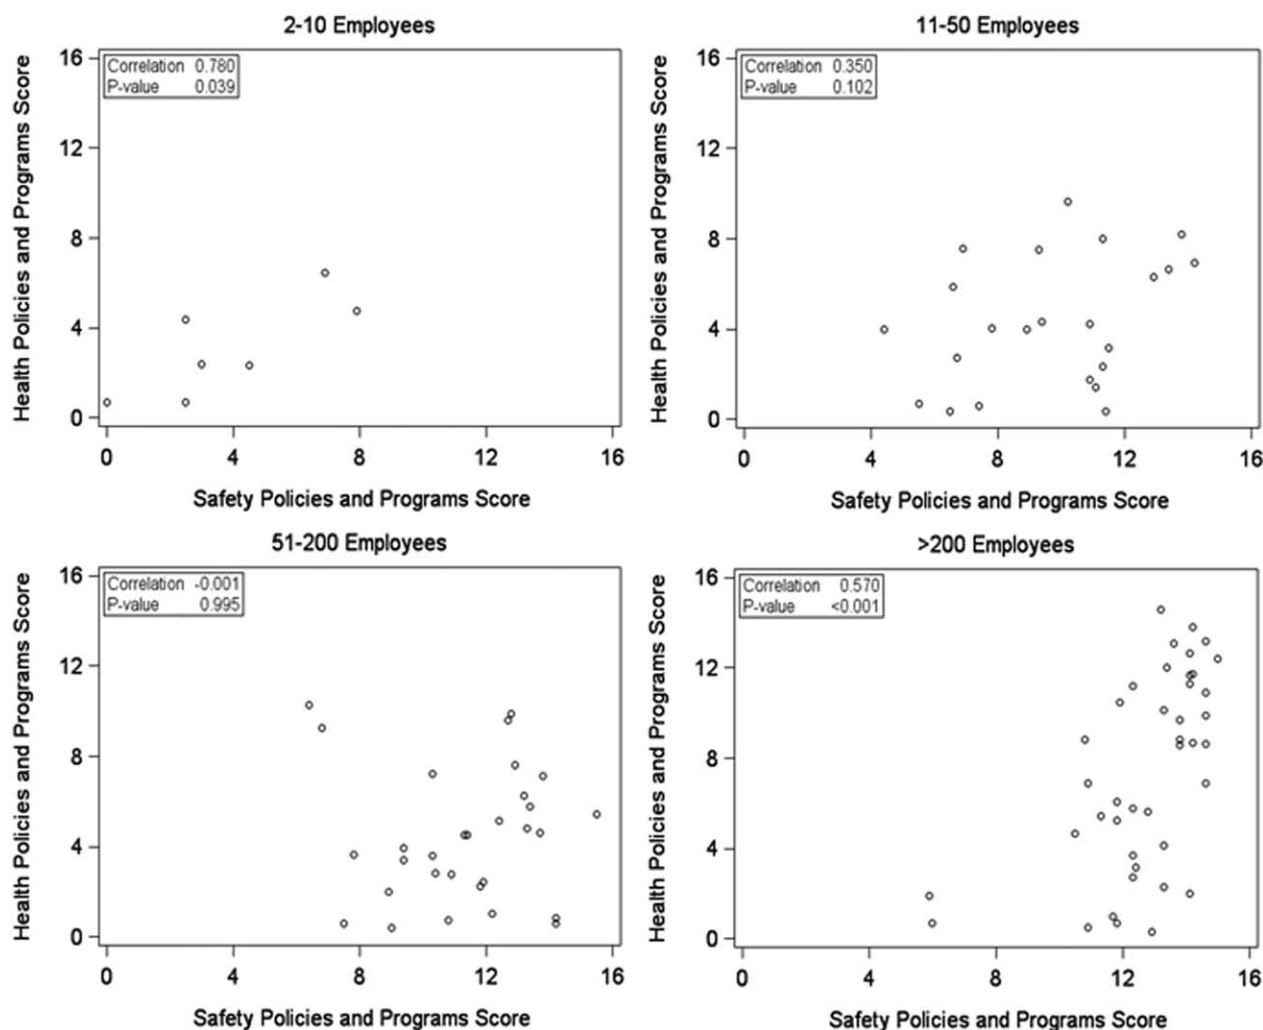 2-10 Employees
Correlation 0.780
P-value 0.039
Health Policies and Programs Score
16
12
8
4
0
0 4 8 12 16
Safety Policies and Programs Score
11-50 Employees
Correlation 0.350
P-value 0.102
Health Policies and Programs Score
16
12
8
4
0
0 4 8 12 16
Safety Policies and Programs Score
51-200 Employees
Correlation -0.001
P-value 0.995
Health Policies and Programs Score
16
12
8
4
0
0 4 8 12 16
Safety Policies and Programs Score
>200 Employees
Correlation 0.570
P-value <0.001
Health Policies and Programs Score
16
12
8
4
0
0 4 8 12 16
Safety Policies and Programs Score